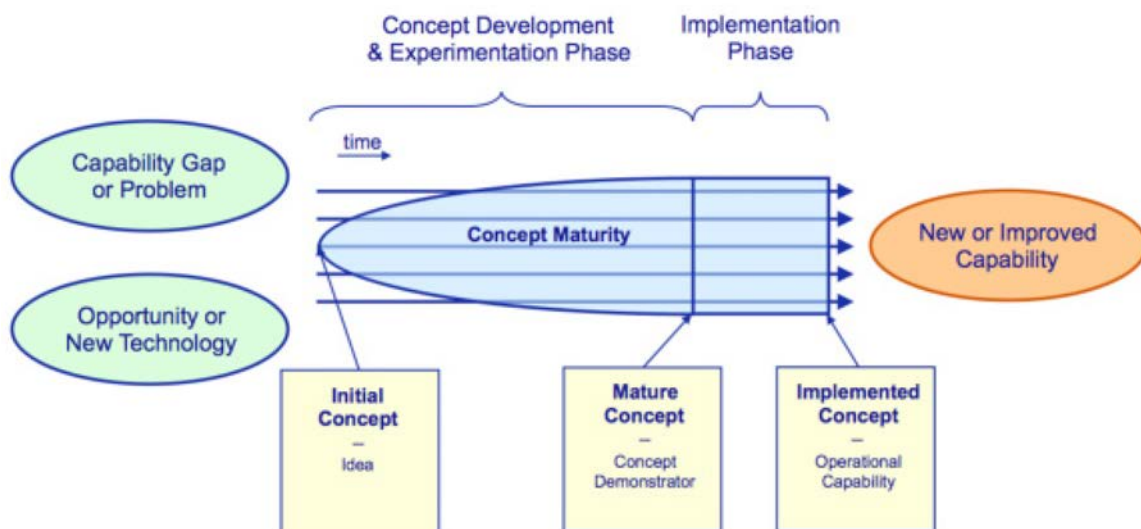 Concept Development
& Experimentation Phase
Implementation
Phase
time
Capability Gap
or Problem
Concept Maturity
New or Improved
Capability
Opportunity or
New Technology
Initial
Concept
–
Idea
Mature
Concept
–
Concept
Demonstrator
Implemented
Concept
–
Operational
Capability